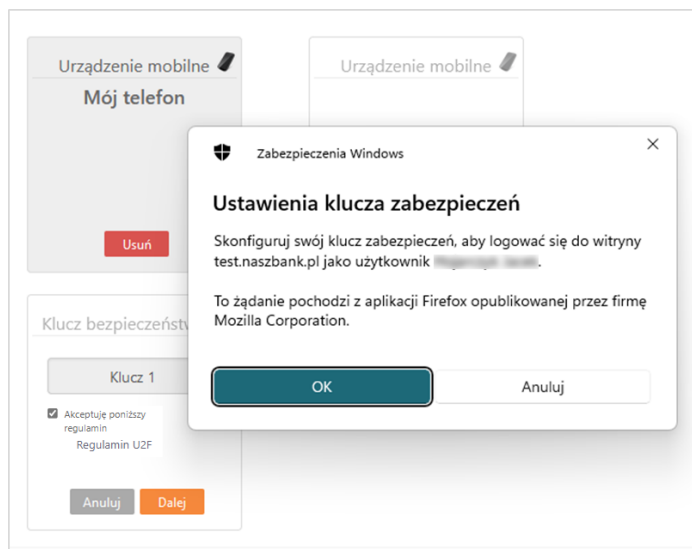 Urządzenie mobilne
Mój telefon
Usuń
Urządzenie mobilne
Zabezpieczenia Windows
Ustawienia klucza zabezpieczeń
Skonfiguruj swój klucz zabezpieczeń, aby logować się do witryny
test.naszbank.pl jako użytkownik .
To żądanie pochodzi z aplikacji Firefox opublikowanej przez firmę
Mozilla Corporation.
OK
Anuluj
Klucz
Klucz 1
Akceptuję poniższy
regulamin
Regulamin U2F
Anuluj
Dalej